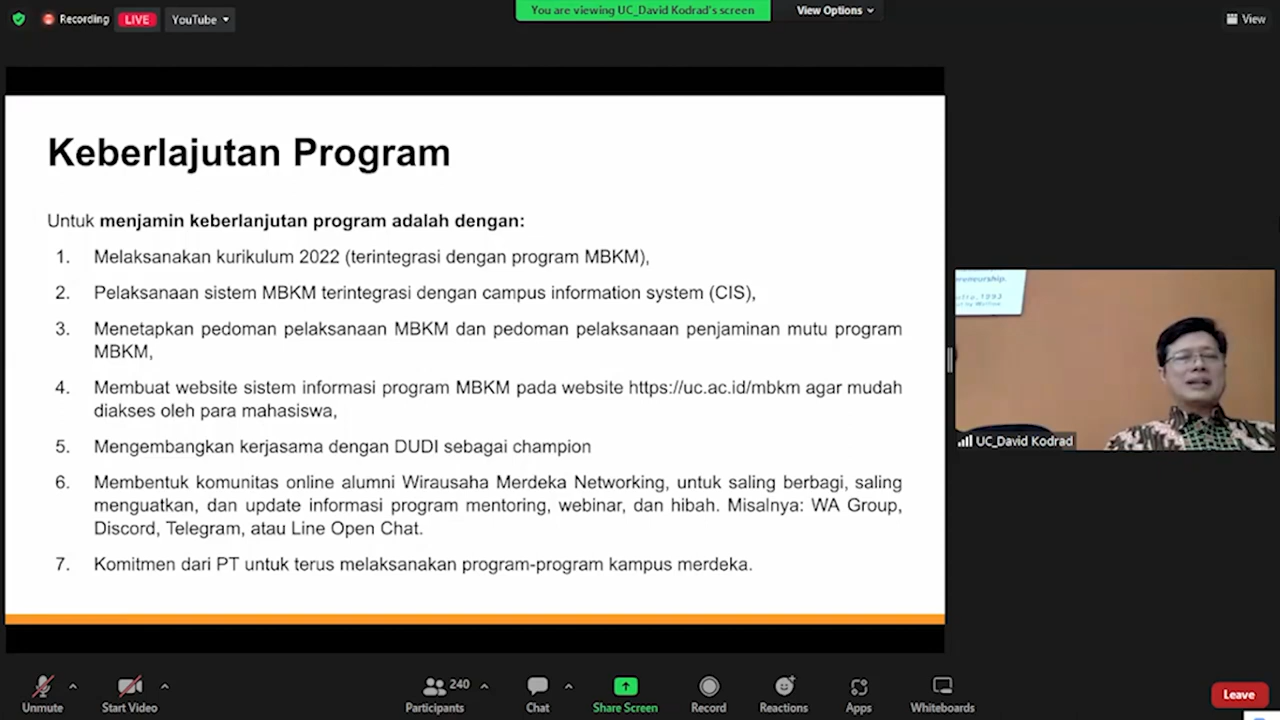 Recording
LIVE
YouTube
You are viewing UC_David Kodrad's screen
View Options
View
Keberlajutan Program
Untuk menjamin keberlanjutan program adalah dengan:
1. Melaksanakan kurikulum 2022 (terintegrasi dengan program MBKM),
2. Pelaksanaan sistem MBKM terintegrasi dengan campus information system (CIS),
3. Menetapkan pedoman pelaksanaan MBKM dan pedoman pelaksanaan penjaminan mutu program
MBKM,
4. Membuat website sistem informasi program MBKM pada website https://uc.ac.id/mbkm agar mudah
diakses oleh para mahasiswa,
5. Mengembangkan kerjasama dengan DUDI sebagai champion
6. Membentuk komunitas online alumni Wirausaha Merdeka Networking, untuk saling berbagi, saling
menguatkan, dan update informasi program mentoring, webinar, dan hibah. Misalnya: WA Group,
Discord, Telegram, atau Line Open Chat.
7. Komitmen dari PT untuk terus melaksanakan program-program kampus merdeka.
UC_David Kodrad
Unmute
Start Video
Participants
240
Chat
Share Screen
Record
Reactions
Apps
Whiteboards
Leave